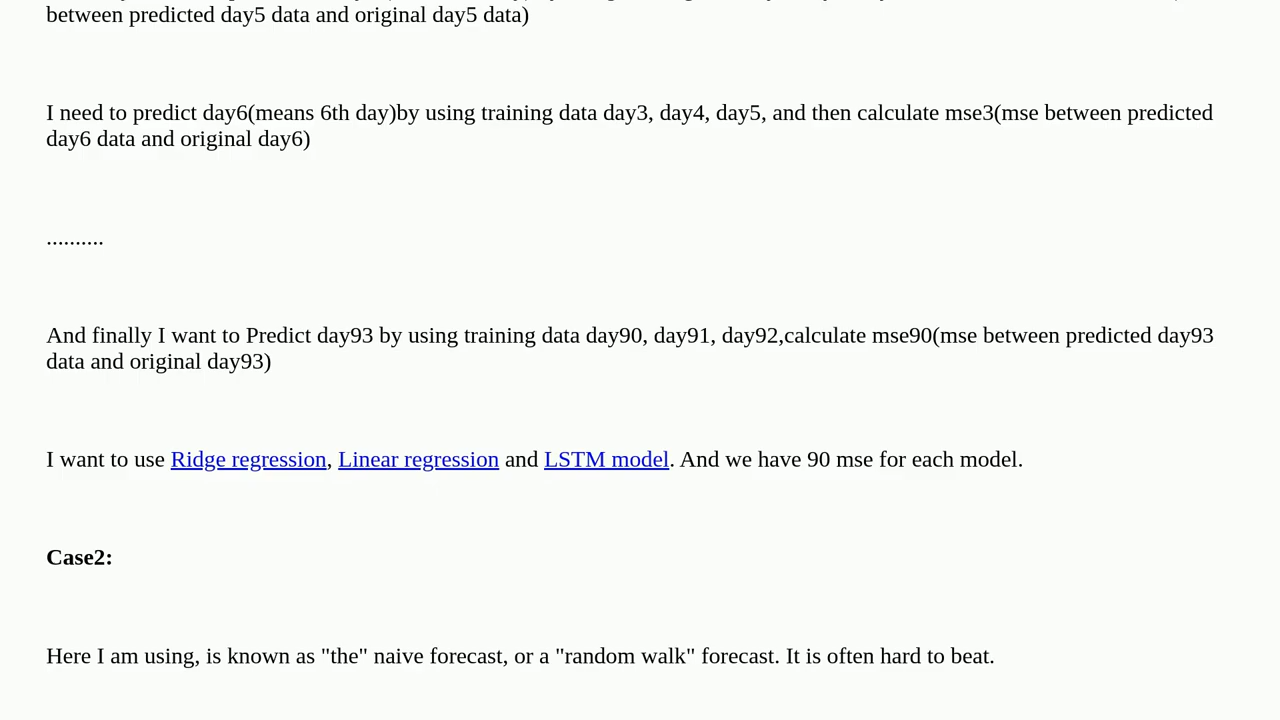 between predicted day5 data and original day5 data)
I need to predict day6(means 6th day)by using training data day3, day4, day5, and then calculate mse3(mse between predicted
day6 data and original day6)
..........
And finally I want to Predict day93 by using training data day90, day91, day92,calculate mse90(mse between predicted day93
data and original day93)
I want to use Ridge regression, Linear regression and LSTM model. And we have 90 mse for each model.
Case2:
Here I am using, is known as "the" naive forecast, or a "random walk" forecast. It is often hard to beat.